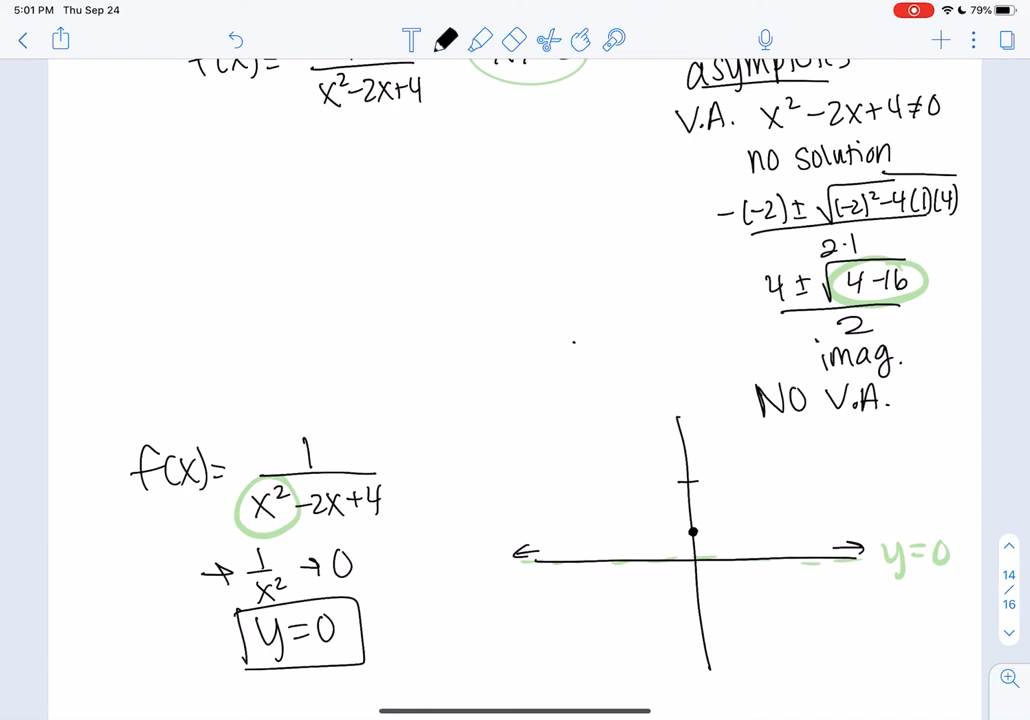 5:01 PM Thu Sep 24
79%
T
f(x)=
x²-2x+4
asymptotes
V.A. x²-2x+4≠0
no solution
-(-2)±√(-2)²-4(1)(4)
2·1
4±√4-16
2
imag.
NO V.A.
f(x)= 1
x²-2x+4
→ 1/x² → 0
y=0
y=0
14
/
16